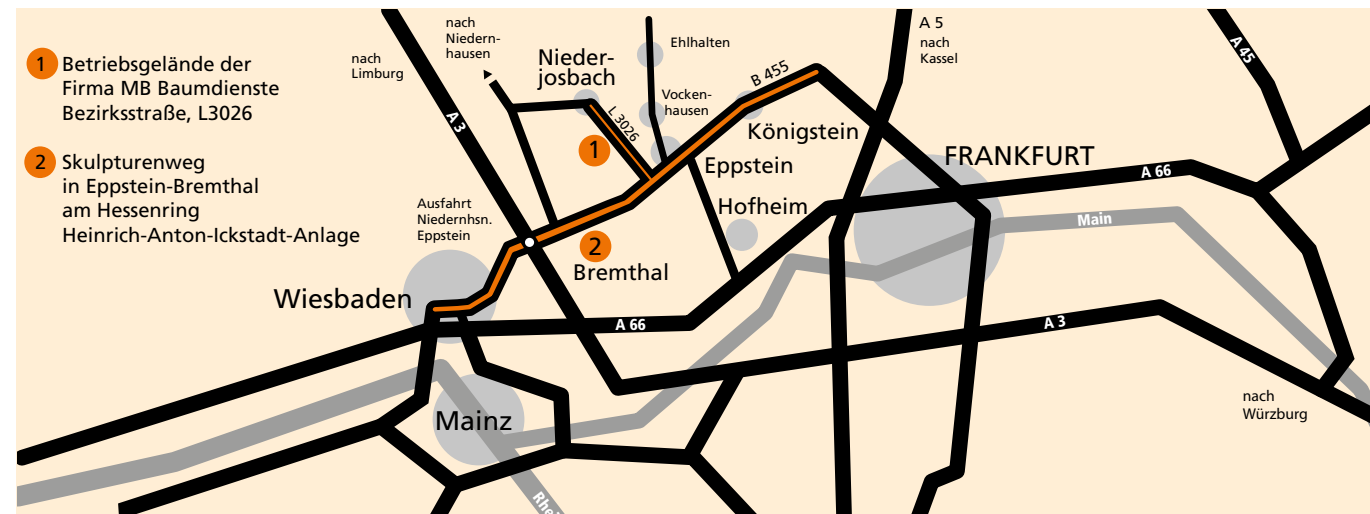 1 Betriebsgelände der
Firma MB Baumdienste
Bezirksstraße, L3026
2 Skulpturenweg
in Eppstein-Bremthal
am Hessenring
Heinrich-Anton-Ickstadt-Anlage
nach
Limburg
A 3
nach
Niedern-
hausen
Nieder-
josbach
L 3026
1
Ehlhalten
Vocken-
hausen
B 455
Königstein
Eppstein
Hofheim
A 5
nach
Kassel
A 45
FRANKFURT
A 66
Main
Ausfahrt
Niedernhsn.
Eppstein
2
Bremthal
Wiesbaden
A 66
A 3
Mainz
nach
Würzburg